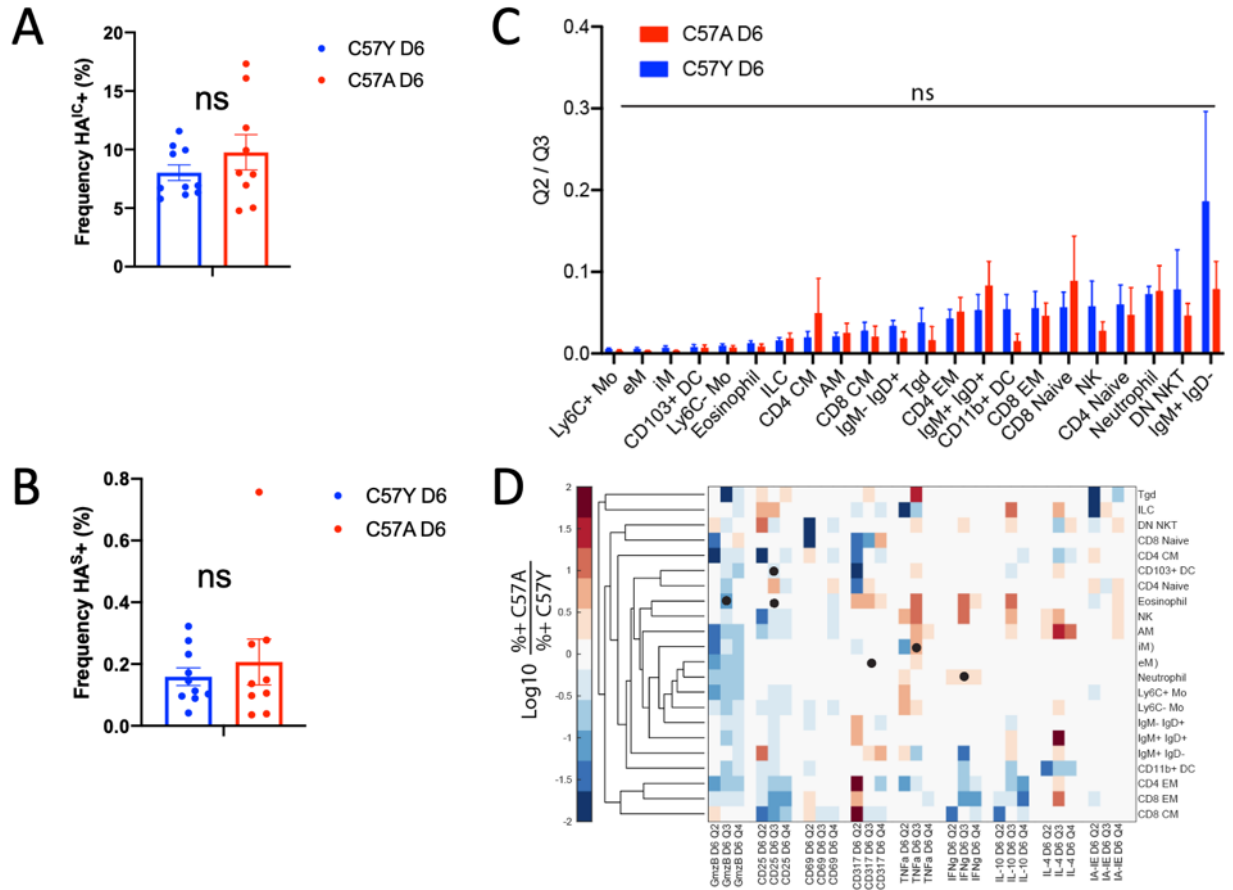 A
20
15
10
5
0
Frequency HA^IC+ (%)
ns
C57Y D6
C57A D6
B
0.8
0.6
0.4
0.2
0.0
Frequency HA^S+ (%)
ns
C57Y D6
C57A D6
C
C57A D6
C57Y D6
0.4
0.3
0.2
0.1
0.0
Q2 / Q3
ns
Ly6C+ Mo
eM
iM
CD103+ DC
Ly6C- Mo
Eosinophil
ILC
CD4 CM
AM
CD8 CM
IgM- IgD+
Tgd
CD4 EM
IgM+ IgD+
CD11b+ DC
CD8 EM
CD8 Naive
NK
CD4 Naive
Neutrophil
DN NKT
IgM+ IgD-
D
Log10 %+ C57A
%+ C57Y
2
1.5
1
0.5
0
-0.5
-1
-1.5
-2
Tgd
ILC
DN NKT
CD8 Naive
CD4 CM
CD103+ DC
CD4 Naive
Eosinophil
NK
AM
iM)
eM)
Neutrophil
Ly6C+ Mo
Ly6C- Mo
IgM- IgD+
IgM+ IgD+
IgM+ IgD-
CD11b+ DC
CD4 EM
CD8 EM
CD8 CM
GmzB D6 Q2
GmzB D6 Q3
GmzB D6 Q4
CD25 D6 Q2
CD25 D6 Q3
CD25 D6 Q4
CD69 D6 Q2
CD69 D6 Q3
CD69 D6 Q4
CD317 D6 Q2
CD317 D6 Q3
CD317 D6 Q4
TNFa D6 Q2
TNFa D6 Q3
TNFa D6 Q4
IFNg D6 Q2
IFNg D6 Q3
IFNg D6 Q4
IL-10 D6 Q2
IL-10 D6 Q3
IL-10 D6 Q4
IL-4 D6 Q2
IL-4 D6 Q3
IL-4 D6 Q4
IA-IE D6 Q2
IA-IE D6 Q3
IA-IE D6 Q4